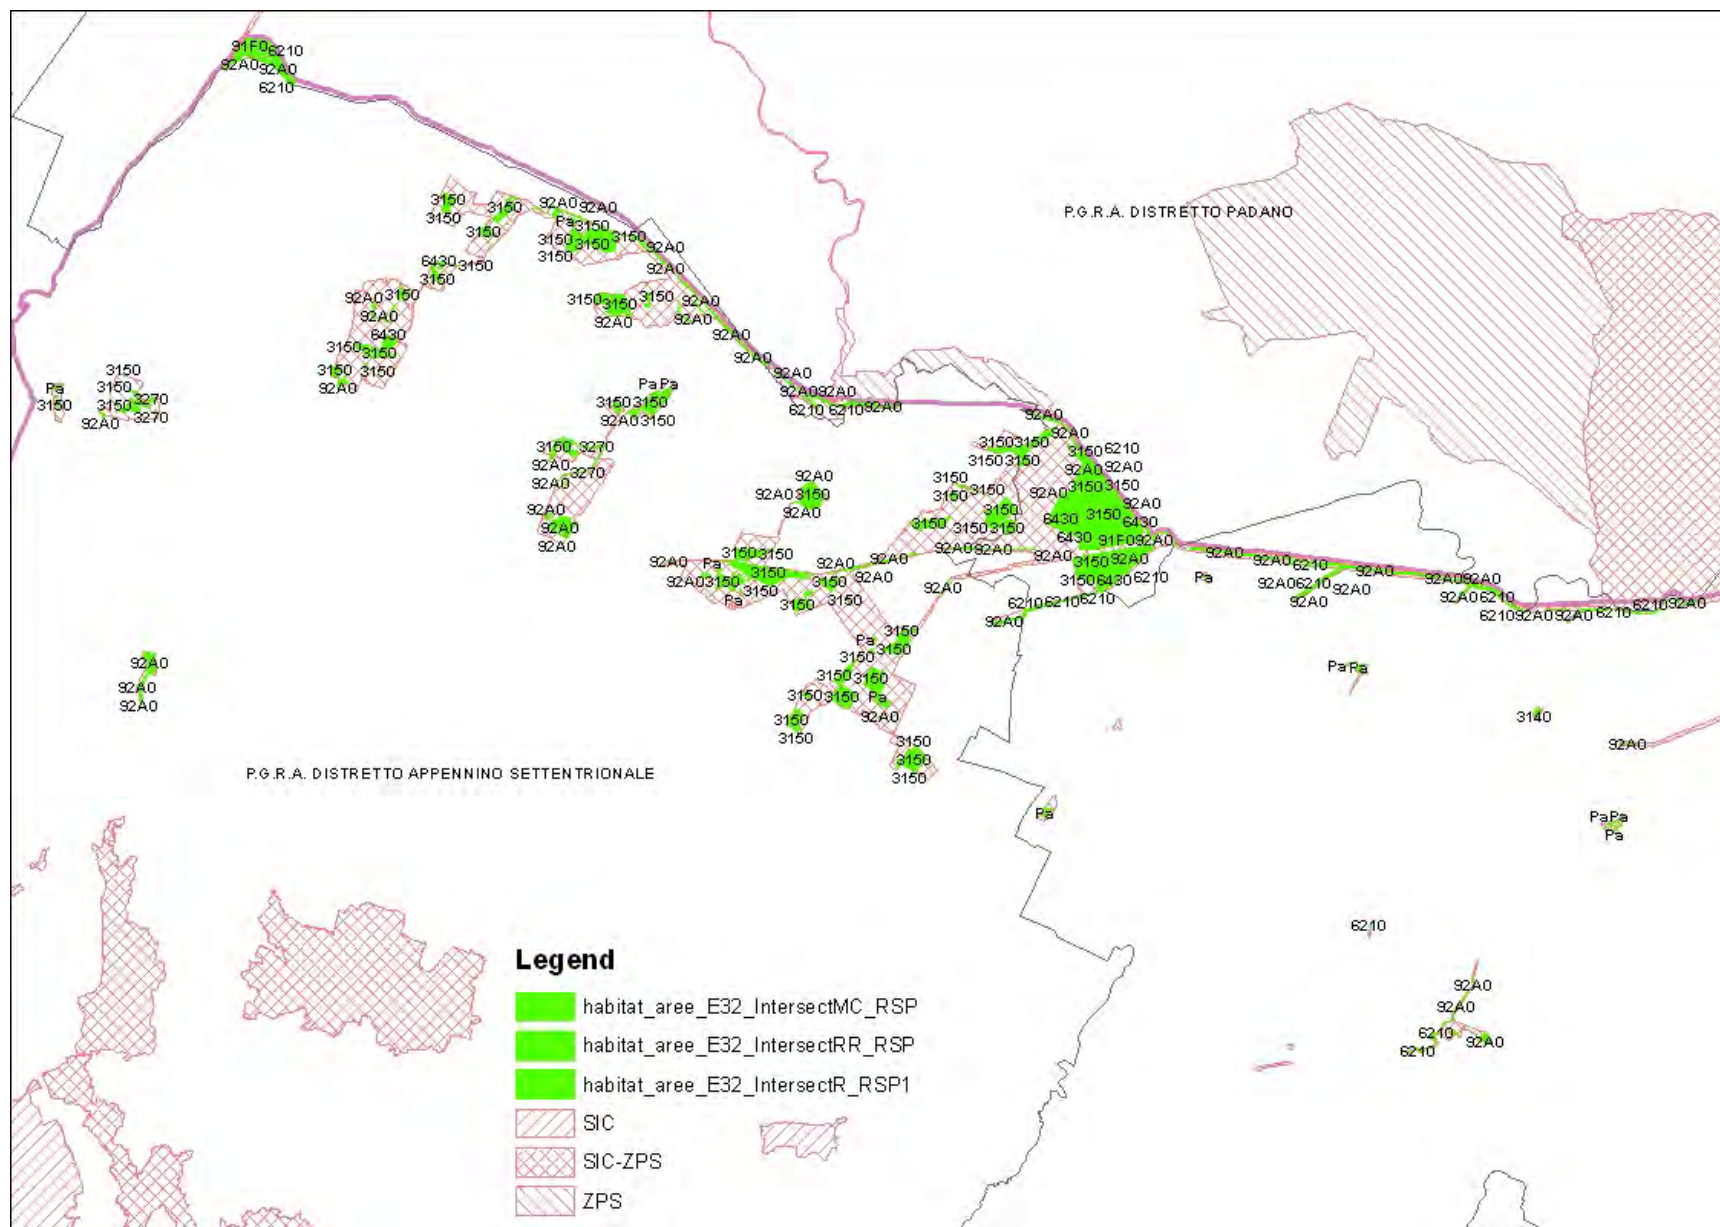 91F0 6210
92A0 92A0
6210
P.G.R.A. DISTRETTO PADANO
3150 3150
3150
3150
92A0 92A0
Pa 3150
3150 3150 3150
3150
92A0
92A0
6430 3150
3150
92A0 3150
92A0
6430
3150 3150
3150 3150
92A0
3150 3150 3150
92A0
92A0
92A0
92A0
92A0
92A0
92A0 92A0
6210 6210 92A0
3150
Pa 3150
3150 3150 3270
92A0 3270
Pa Pa
3150 3150
92A0 3150
3150 3270
92A0 3270
92A0
92A0
92A0
92A0
92A0
92A0 3150
92A0
92A0
92A0
3150 3150 3150 6210
3150 3150 92A0 92A0
3150 3150 3150
3150 3150 92A0 92A0
3150 3150
3150 3150 3150 6430 6430
6430 91F0 92A0
92A0 92A0 92A0 3150 92A0
3150 6430 6210
92A0 Pa 3150 3150
92A0 3150 3150 92A0 92A0
3150 3150 92A0
Pa 3150 3150
92A0
6210 6210 6210
92A0
92A0 92A0 6210 92A0 92A0 92A0
Pa 92A0 6210 92A0 92A0 6210
92A0 6210 92A0 92A0 6210 6210 92A0
Pa 3150
3150 3150
3150 3150
3150 3150 Pa
3150 92A0
3150
3150
3150
3150
92A0
92A0
92A0
Pa Pa
3140
92A0
P.G.R.A. DISTRETTO APPENNINO SETTENTRIONALE
Pa
Pa Pa
Pa
6210
92A0
92A0
6210 92A0
6210
Legend
habitat_aree_E32_IntersectMC_RSP
habitat_aree_E32_IntersectRR_RSP
habitat_aree_E32_IntersectR_RSP1
SIC
SIC-ZPS
ZPS